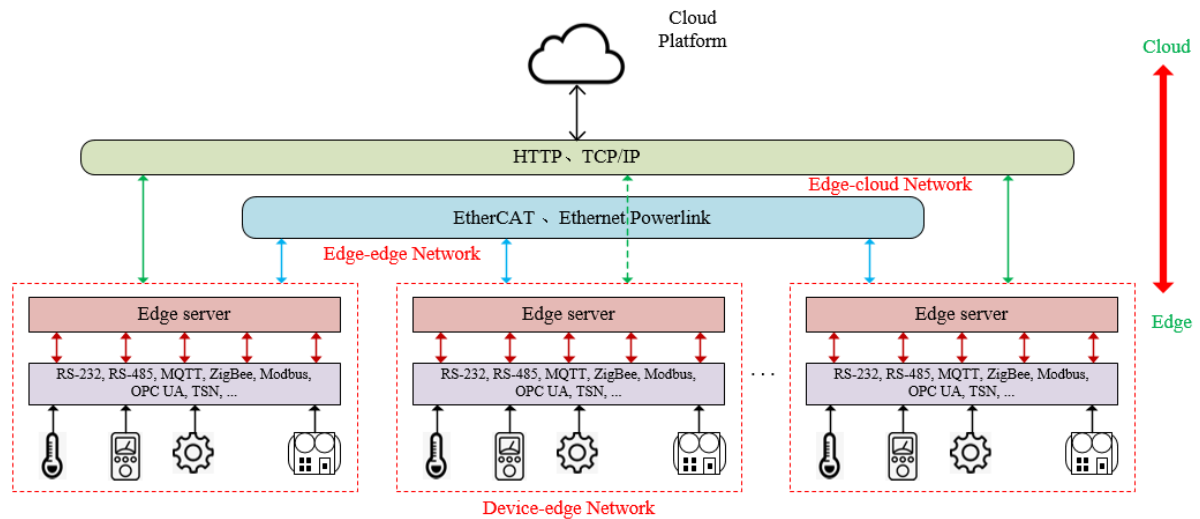 Cloud
Platform
Cloud
HTTP、TCP/IP
Edge-cloud Network
EtherCAT 、Ethernet Powerlink
Edge-edge Network
Edge server
Edge server
Edge server
Edge
RS-232, RS-485, MQTT, ZigBee, Modbus,
OPC UA, TSN, ...
RS-232, RS-485, MQTT, ZigBee, Modbus,
OPC UA, TSN, ...
. . .
RS-232, RS-485, MQTT, ZigBee, Modbus,
OPC UA, TSN, ...
Device-edge Network